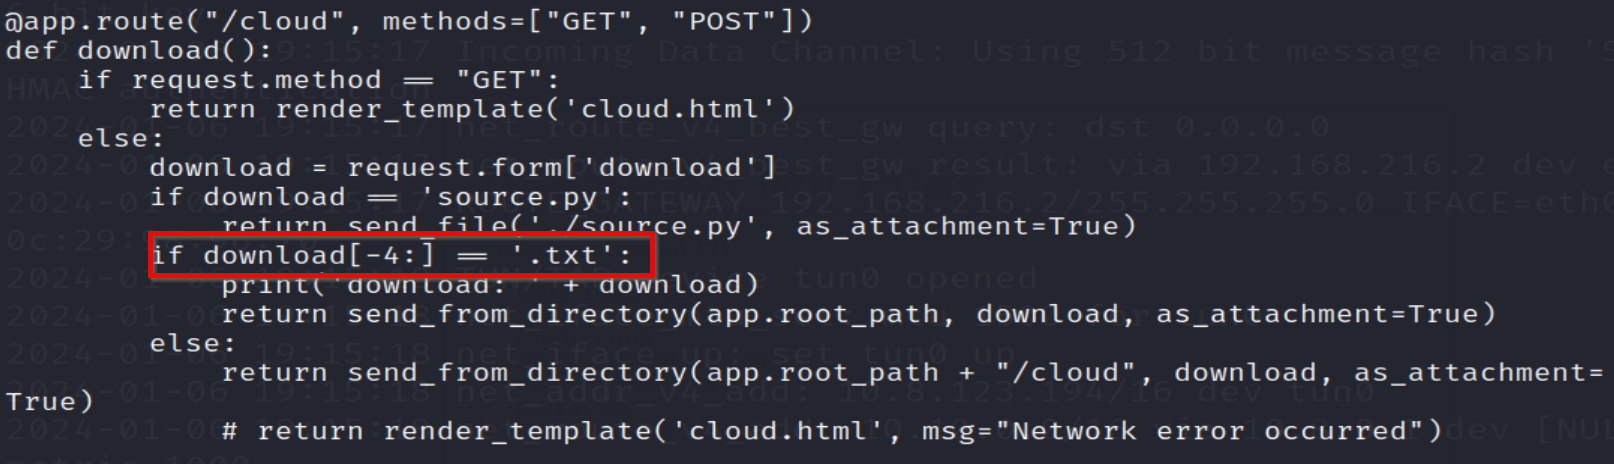 @app.route("/cloud", methods=["GET", "POST"])
def download():
    if request.method == "GET":
        return render_template('cloud.html')
    else:
        download = request.form['download']
        if download == 'source.py':
            return send_file('./source.py', as_attachment=True)
        if download[-4:] == '.txt':
            print('download: ' + download)
            return send_from_directory(app.root_path, download, as_attachment=True)
        else:
            return send_from_directory(app.root_path + "/cloud", download, as_attachment=
True)
            # return render_template('cloud.html', msg="Network error occurred")